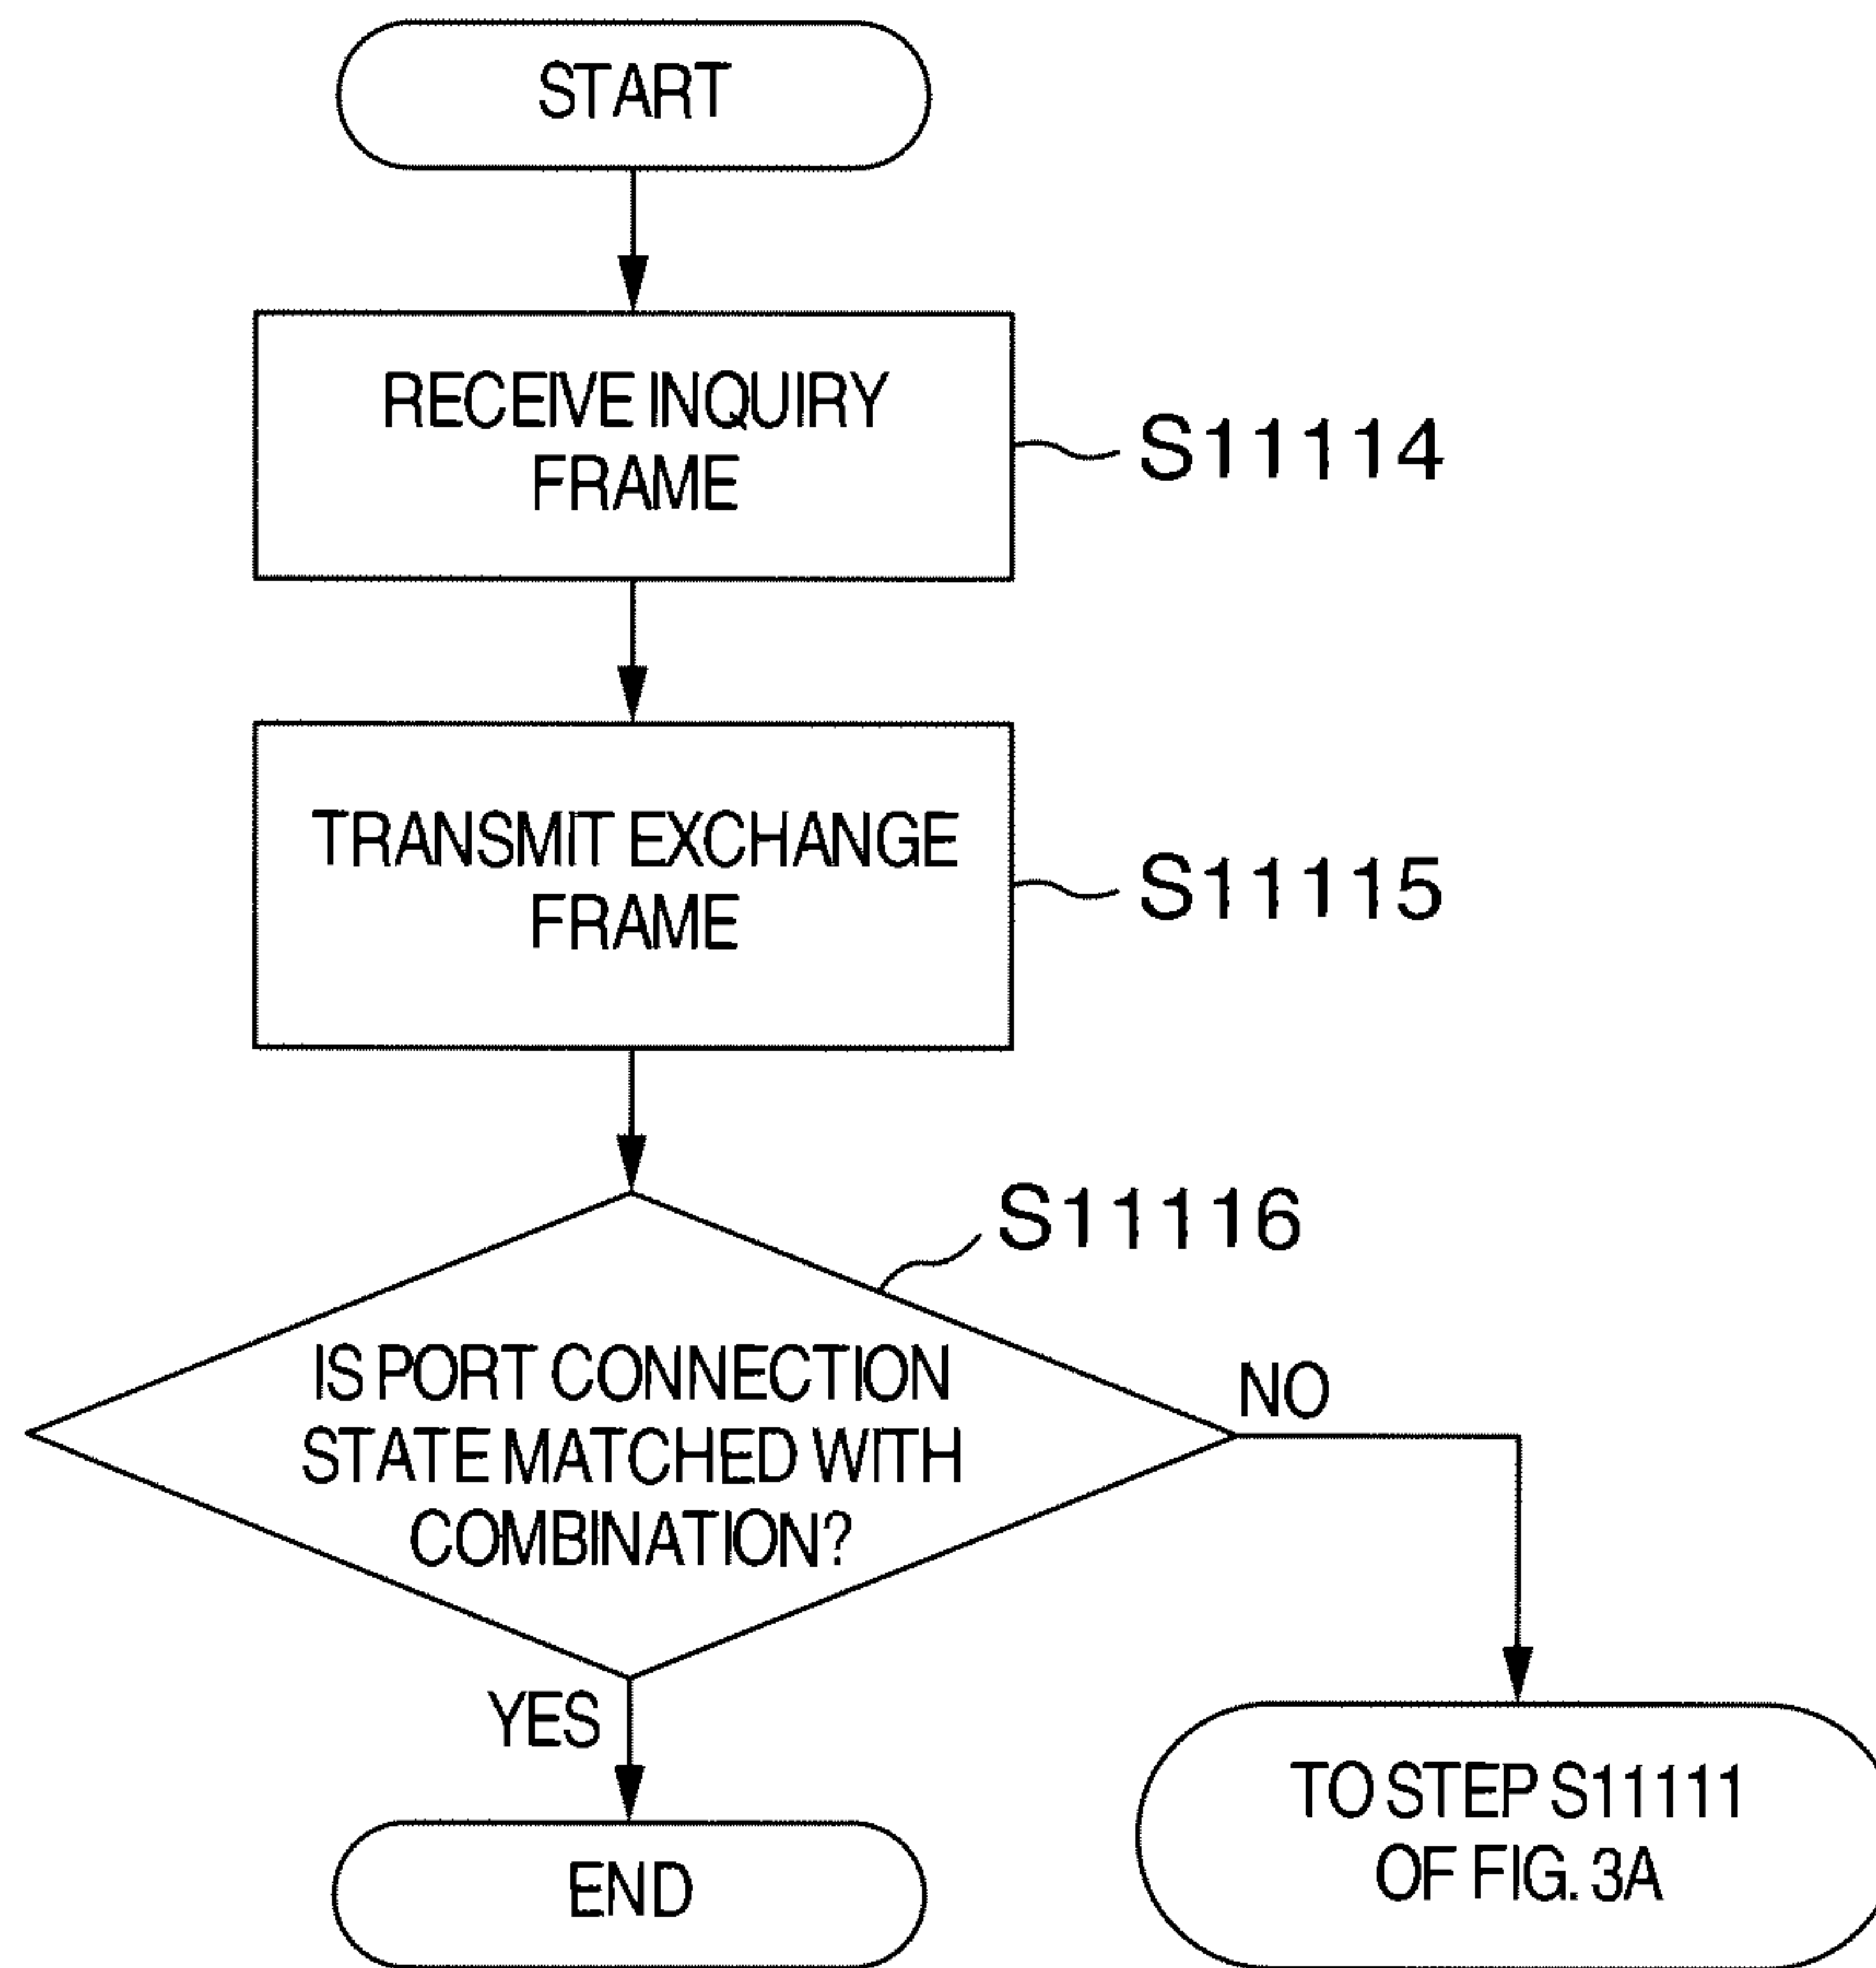 START
RECEIVE INQUIRY
FRAME
S11114
TRANSMIT EXCHANGE
FRAME
S11115
S11116
IS PORT CONNECTION
STATE MATCHED WITH
COMBINATION?
NO
YES
TO STEP S11111
OF FIG. 3A
END